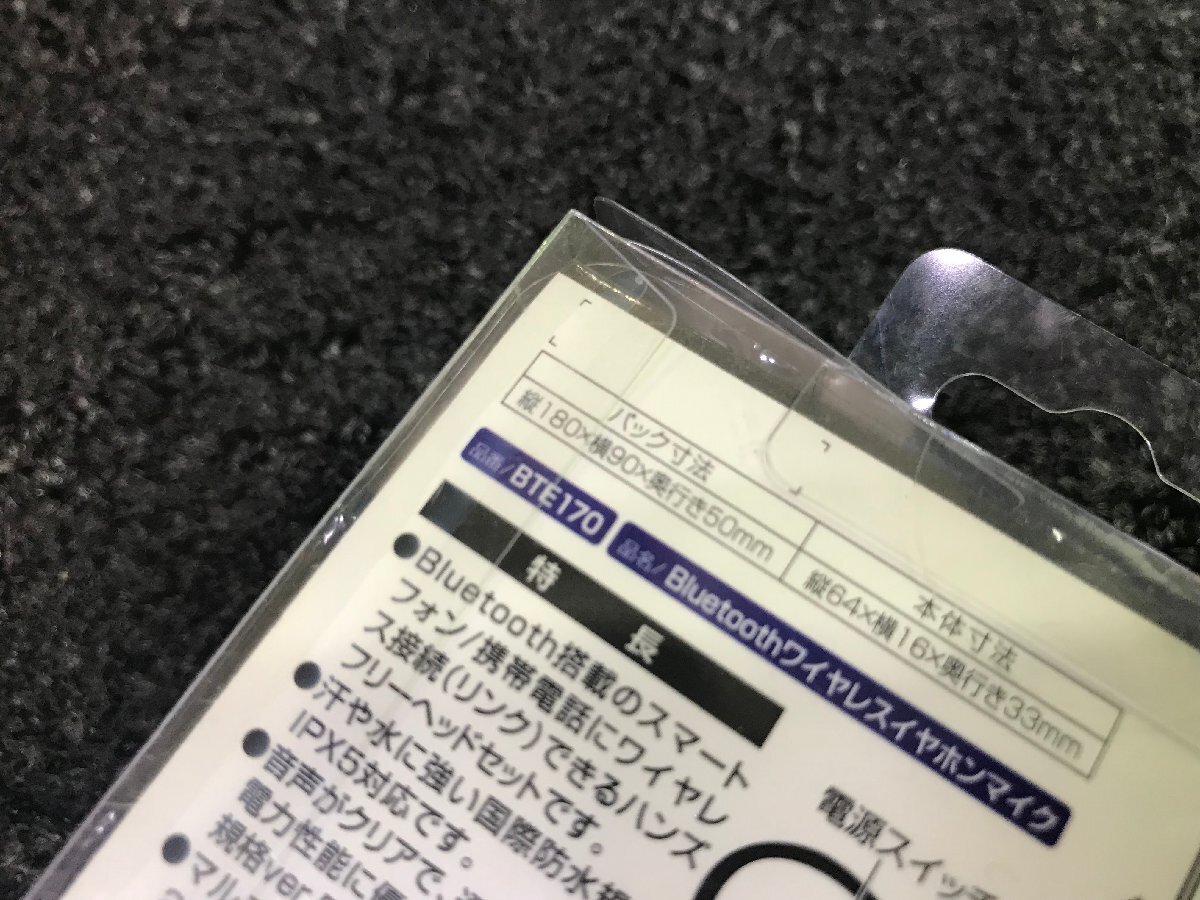 パック寸法
本体寸法
縦180×横90×奥行き50mm
縦64×横16×奥行き33mm
品番/BTE170
品名/Bluetoothワイヤレスイヤホンマイク
特長
●Bluetooth搭載のスマート
フォン/携帯電話にワイヤレ
ス接続(リンク)できるハンズ
フリーヘッドセットです。
●汗や水に強い国際防水
IPX5対応です。
●音声がクリアで、
電力性能に
規格ver
●マル
電源スイッチ